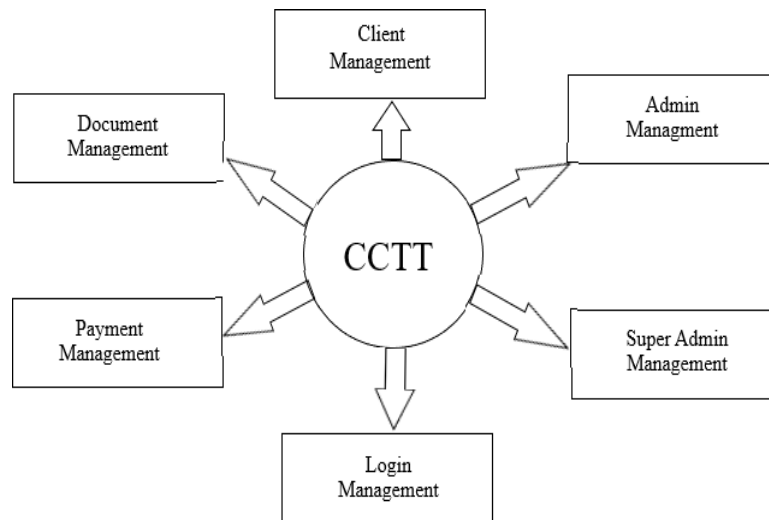 Client
Management
Document
Management
Admin
Managment
CCTT
Payment
Management
Super Admin
Management
Login
Management